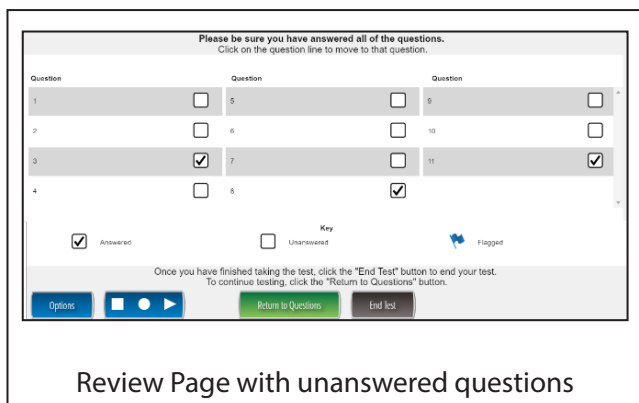 Please be sure you have answered all of the questions.
Click on the question line to move to that question.
Question Question Question
1 5 9
2 6 10
3 7 11
4 8
Key
Answered Unanswered Flagged
Once you have finished taking the test, click the "End Test" button to end your test.
To continue testing, click the "Return to Questions" button.
Options Return to Questions End Test
Review Page with unanswered questions